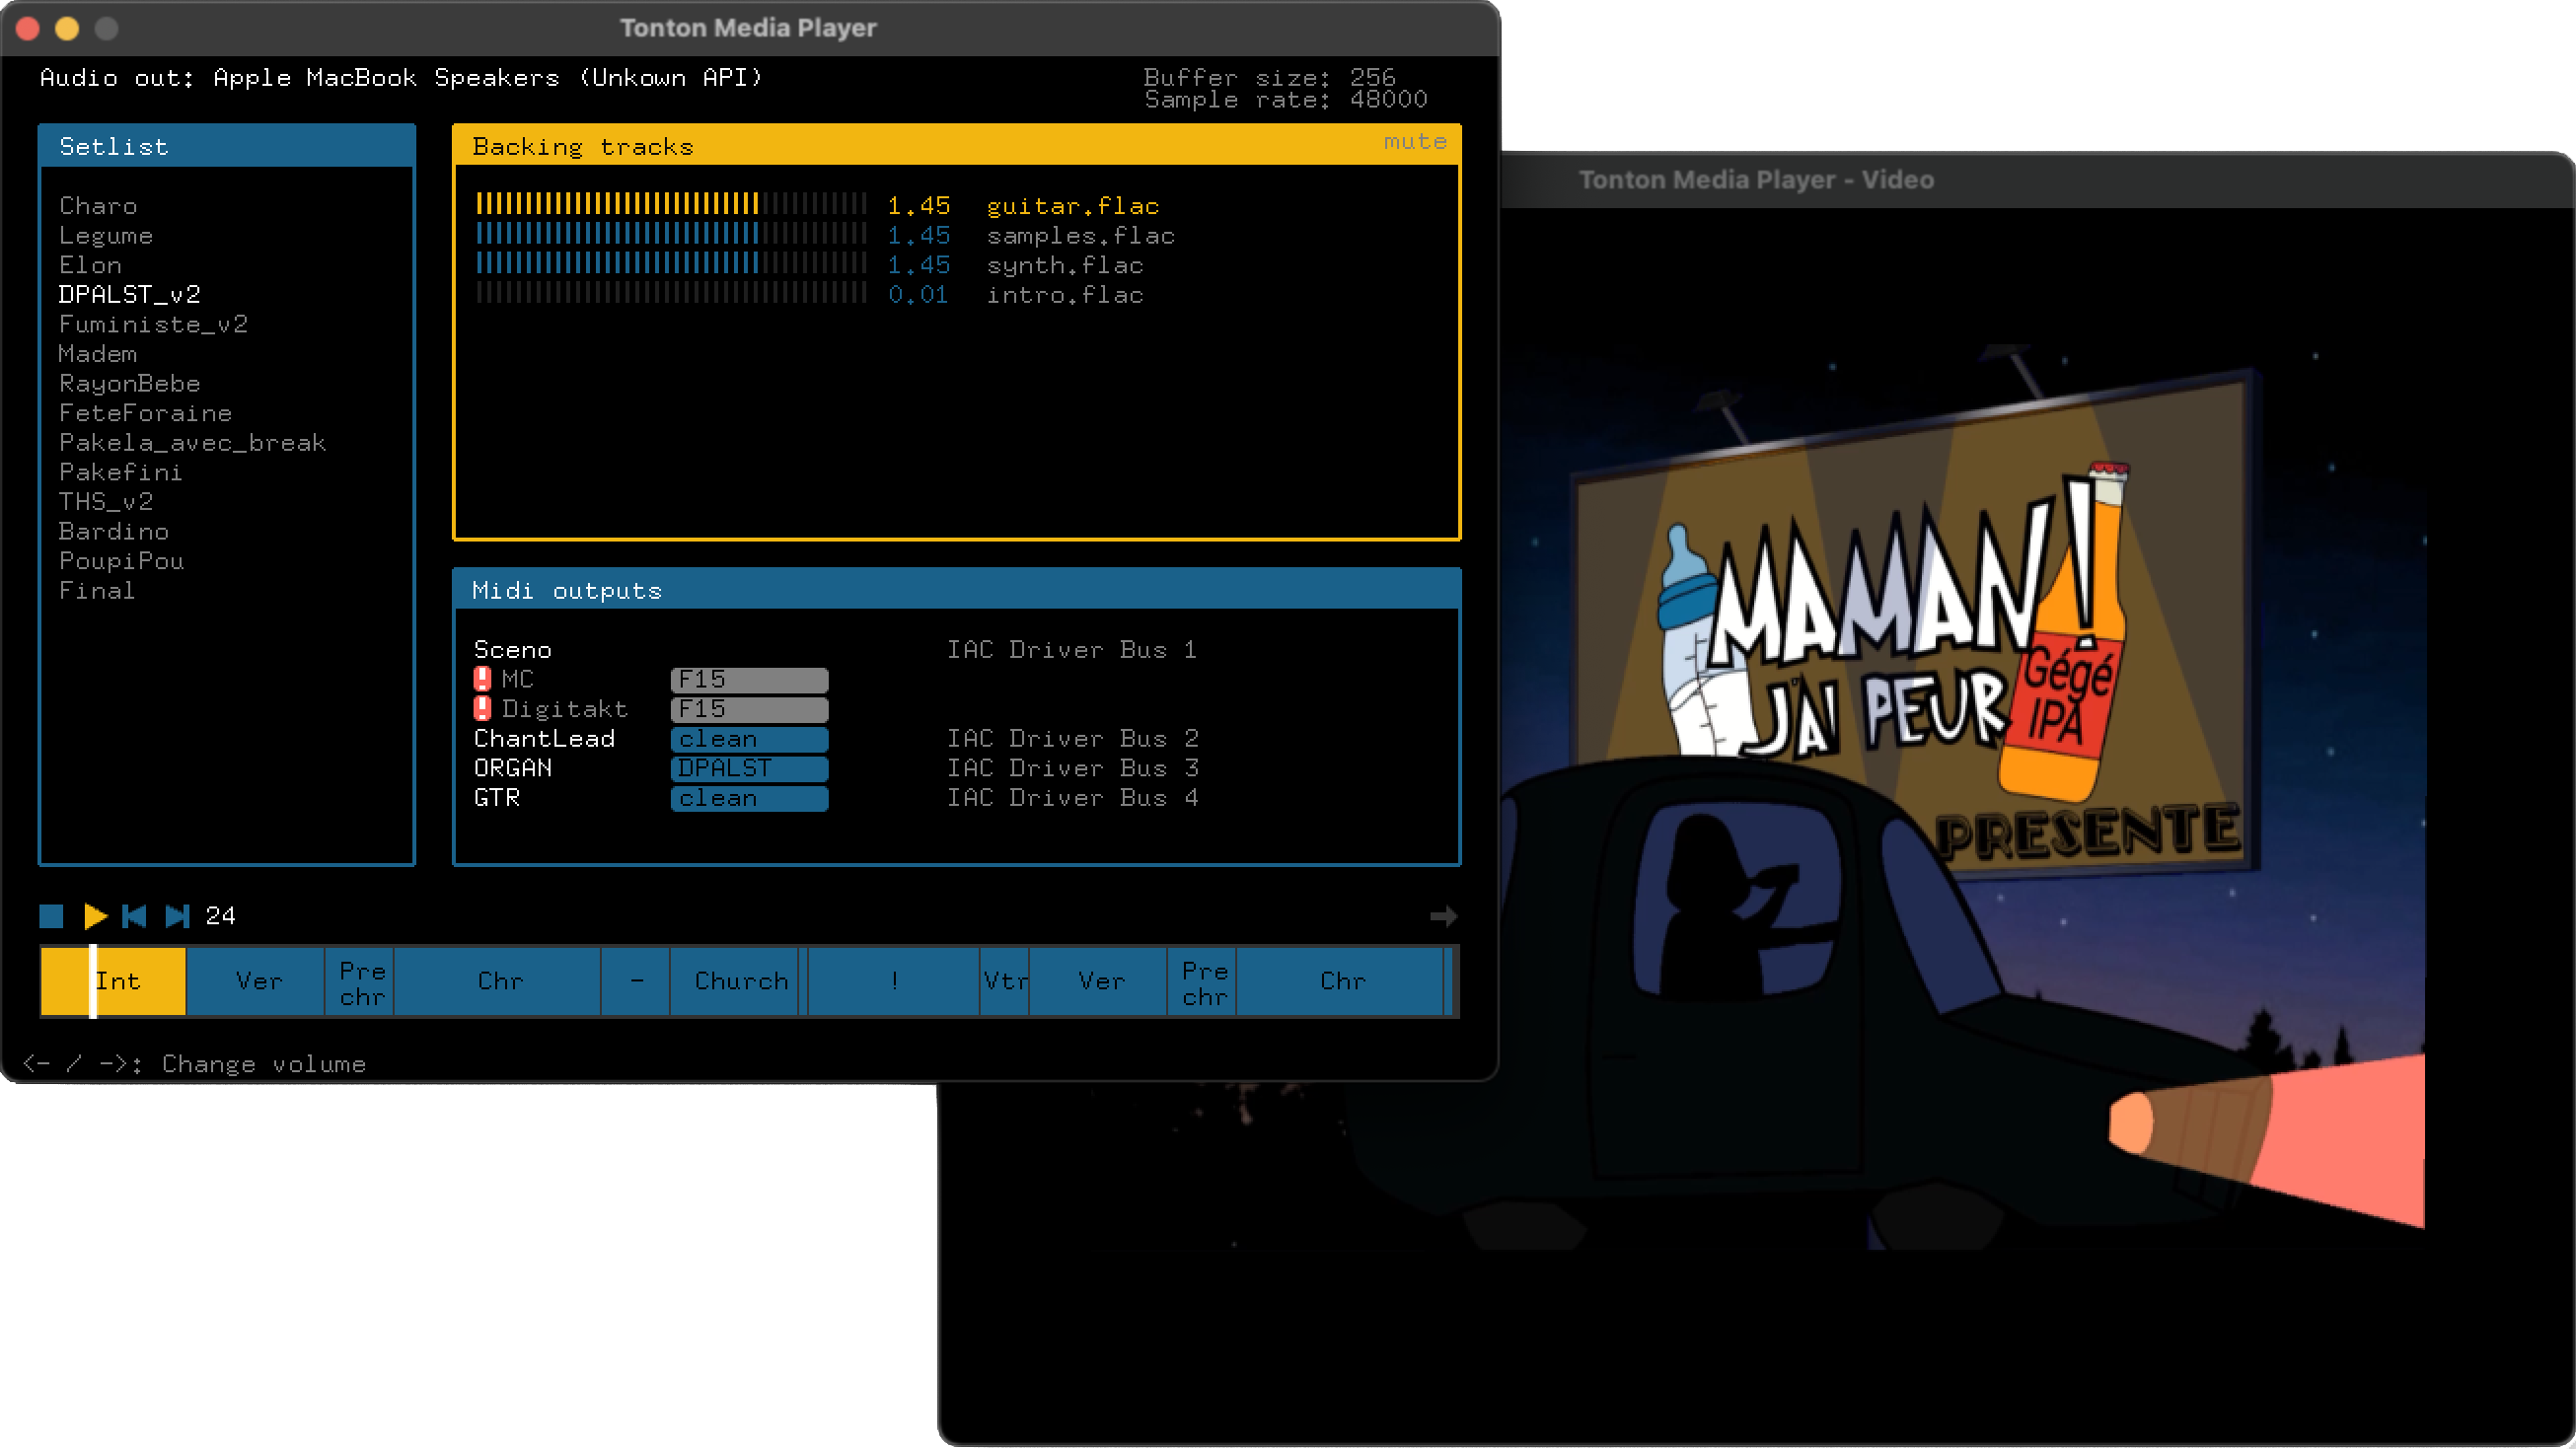 Tonton Media Player
Audio out: Apple MacBook Speakers (Unkown API)
Buffer size: 256
Sample rate: 48000
Setlist
Charo
Legume
Elon
DPALST_v2
Fuministe_v2
Madem
RayonBebe
FeteForaine
Pakela_avec_break
Pakefini
THS_v2
Bardino
PoupiPou
Final
Backing tracks
mute
1.45 guitar.flac
1.45 samples.flac
1.45 synth.flac
0.01 intro.flac
Midi outputs
Sceno IAC Driver Bus 1
! MC F15
! Digitakt F15
ChantLead clean IAC Driver Bus 2
ORGAN DPALST IAC Driver Bus 3
GTR clean IAC Driver Bus 4
24
Int
Ver
Pre
chr
Chr
-
Church
!
Vtr
Ver
Pre
chr
Chr
<- / ->: Change volume
Tonton Media Player - Video
MAMAN !
J'AI PEUR
Gégé
IPA
PRESENTE